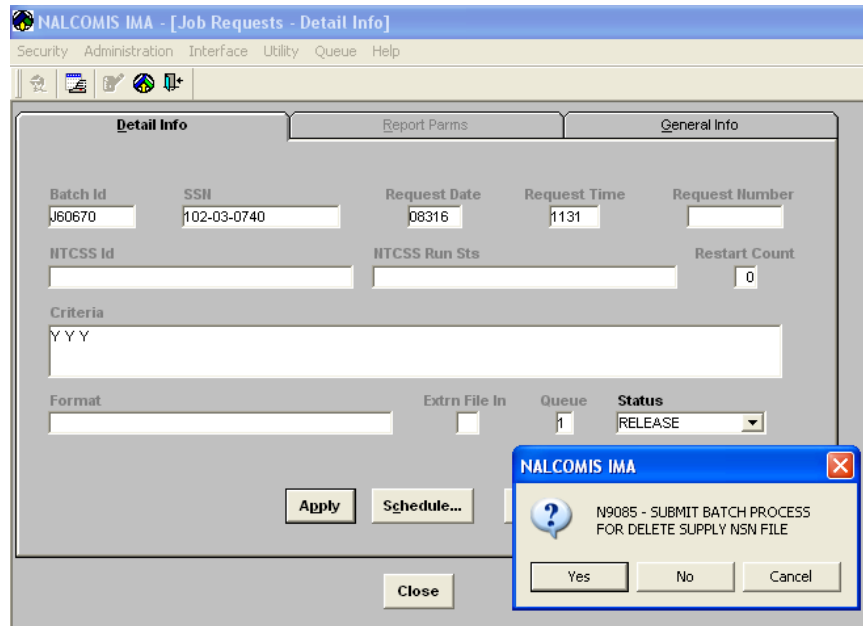 NALCOMIS IMA - [Job Requests - Detail Info]
Security Administration Interface Utility Queue Help
Detail Info Report Parms General Info
Batch Id SSN Request Date Request Time Request Number
J60670 102-03-0740 08316 1131
NTCSS Id NTCSS Run Sts Restart Count
0
Criteria
Y Y Y
Format Extrn File In Queue Status
1 RELEASE
NALCOMIS IMA
N9085 - SUBMIT BATCH PROCESS
FOR DELETE SUPPLY NSN FILE
Apply Schedule...
Yes No Cancel
Close